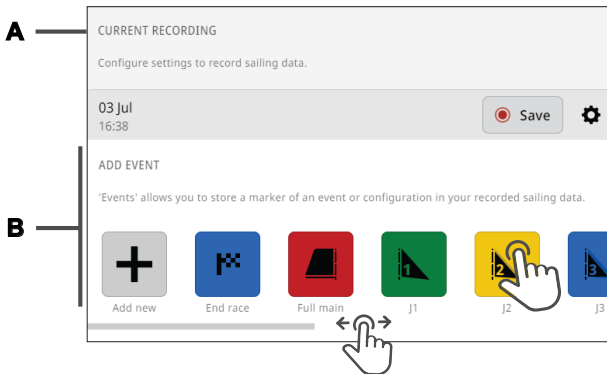 A
CURRENT RECORDING
Configure settings to record sailing data.
03 Jul
16:38
Save
ADD EVENT
'Events' allows you to store a marker of an event or configuration in your recorded sailing data.
B
1
2
3
Add new
End race
Full main
J1
J2
J3